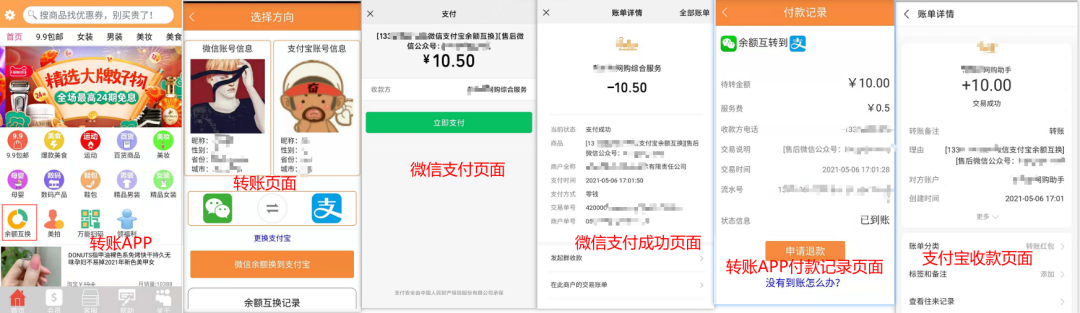 搜商品找优惠券，别买贵了！
首页 9.9包邮 女装 男装 美妆 美食
精选大牌好物
全场最高24期免息
9.9包邮 爆款美食 运动 百货商品 美妆
母婴 数码产品 鞋包 精品男装 精品女装
余额互换 美拍 万能扫码 领福利
转账APP
DONUTS指甲油裸色系免烤快干持久无
味孕妇不易掉2021年新色美甲女
选择方向
微信账号信息 支付宝账号信息
昵称：
性别：
省份：
城市：
昵称：
性别：
省份：
城市：
转账页面
更换支付宝
微信余额换到支付宝
余额互换记录
支付
[133 微信支付宝余额互换][售后微
信公众号：
￥10.50
收款方 网购综合服务
立即支付
微信支付页面
账单详情 全部账单
网购综合服务
-10.50
当前状态 支付成功
商品 [13 支付宝余额互换][售后
微信公众号：
商户全称 有限责任公司
支付时间 2021-05-06 17:01:50
支付方式 零钱
交易单号 420000
商户单号
微信支付成功页面
发起群收款
在此商户的交易账单
付款记录
余额互转到
待转金额 ￥10.00
服务费 ￥0.5
收款方电话
交易说明 [售后微信公众号：
交易时间 2021-05-06 17:01:28
流水号
状态信息 已到账
申请退款
转账APP付款记录页面
没有到账怎么办？
账单详情
网购助手
+10.00
交易成功
转账备注 转账
理由 [133 信支付宝余额互换]
[售后微信公众号：
对方账户 网购助手
创建时间 2021-05-06 17:01
更多
账单分类 转账红包
支付宝收款页面
标签和备注 添加
查看往来记录